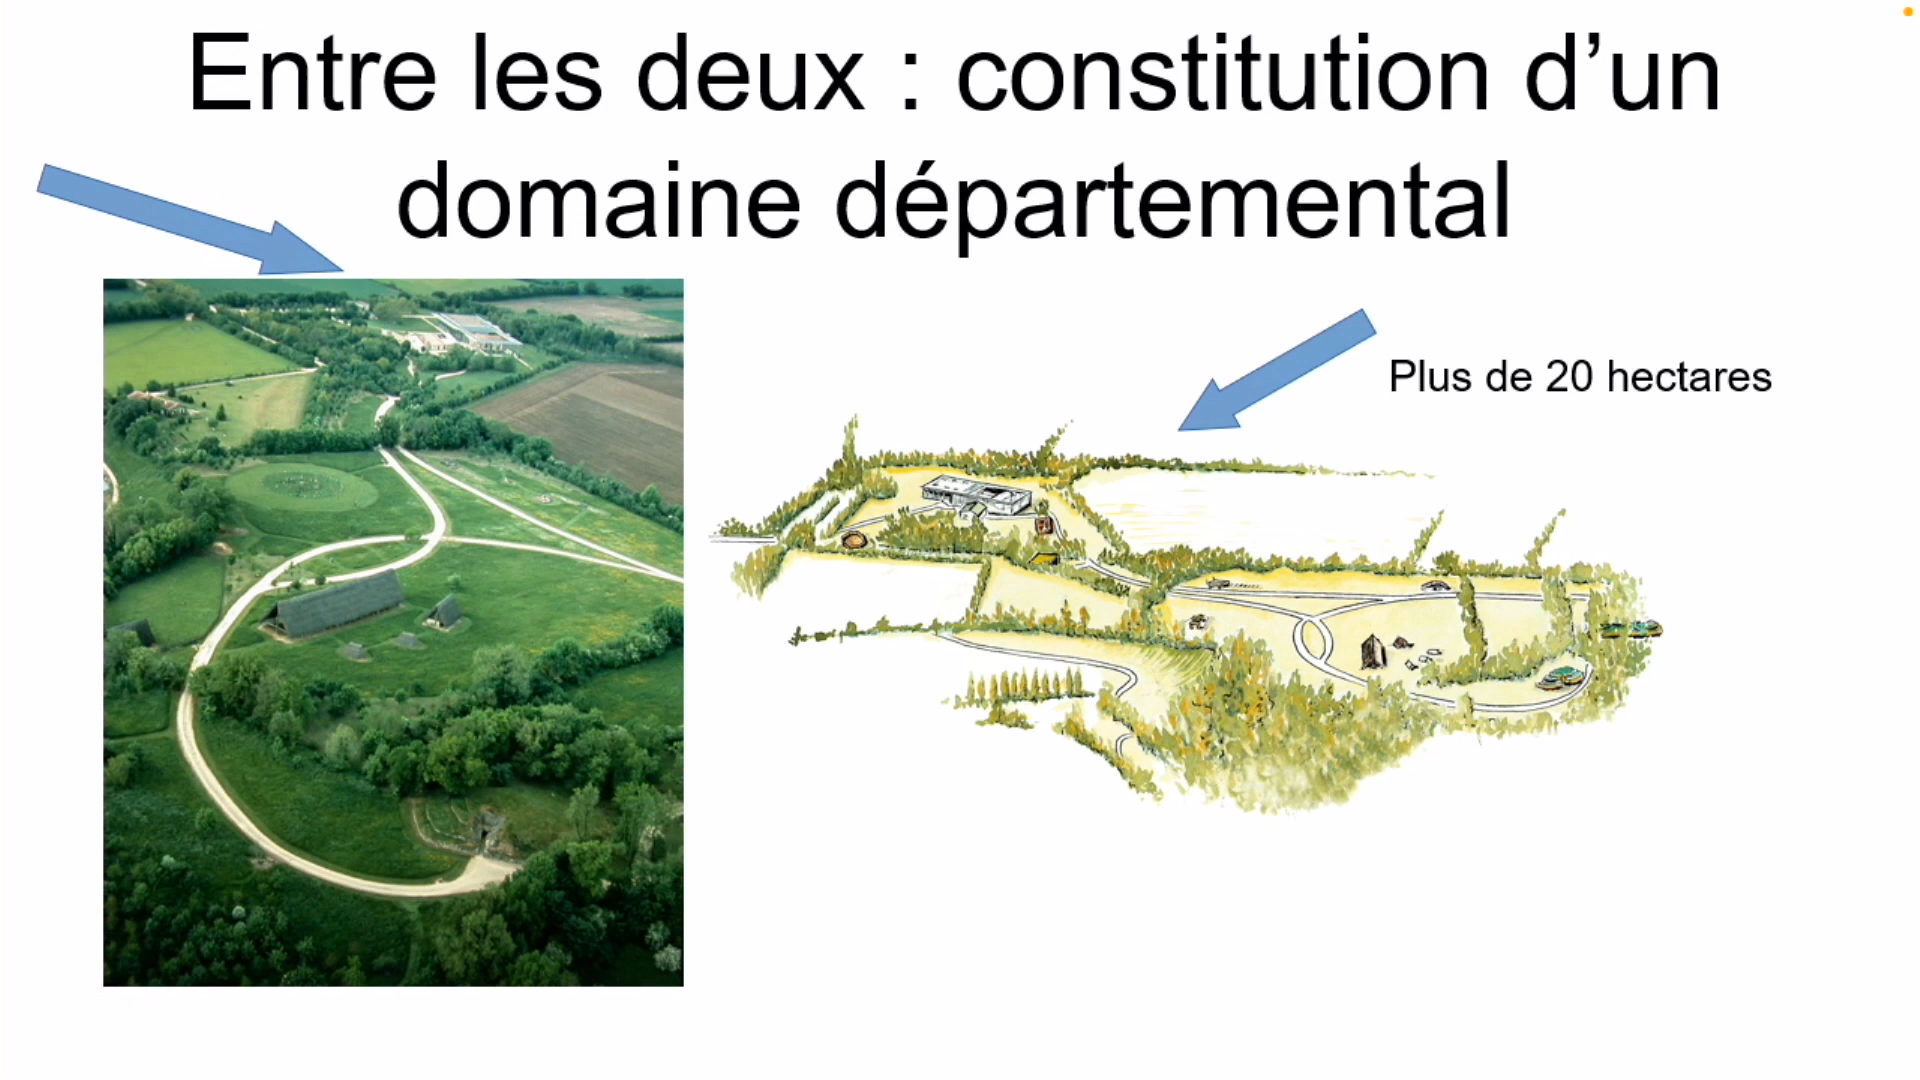 Entre les deux : constitution d’un
domaine départemental
Plus de 20 hectares